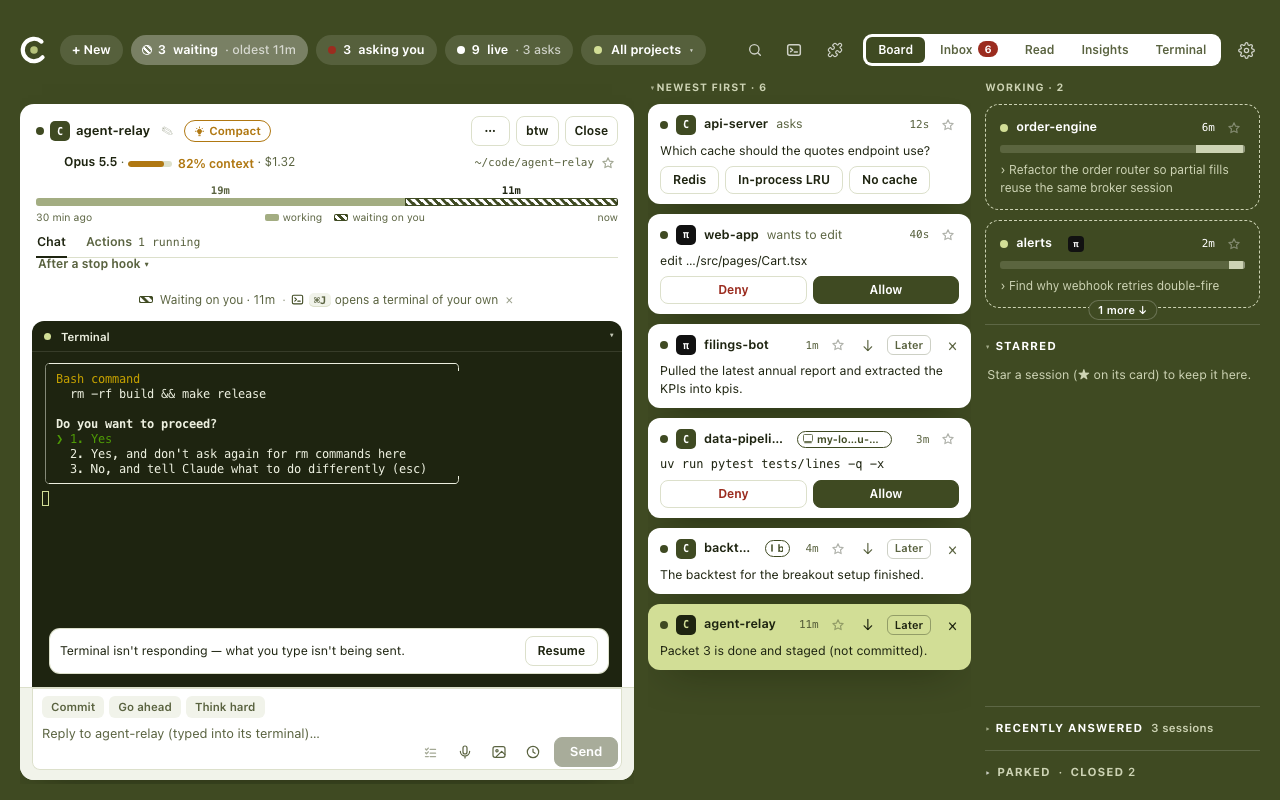 + New
3 waiting · oldest 11m
3 asking you
9 live · 3 asks
All projects
Board
Inbox 6
Read
Insights
Terminal
C agent-relay
Compact
···
btw
Close
Opus 5.5 · 82% context · $1.32
~/code/agent-relay
19m
11m
30 min ago
working
waiting on you
now
Chat
Actions 1 running
After a stop hook
Waiting on you · 11m · ⌘J opens a terminal of your own ×
Terminal
Bash command
rm -rf build && make release
Do you want to proceed?
❯ 1. Yes
2. Yes, and don't ask again for rm commands here
3. No, and tell Claude what to do differently (esc)
Terminal isn't responding — what you type isn't being sent.
Resume
Commit
Go ahead
Think hard
Reply to agent-relay (typed into its terminal)…
Send
NEWEST FIRST · 6
C api-server asks 12s
Which cache should the quotes endpoint use?
Redis
In-process LRU
No cache
π web-app wants to edit 40s
edit …/src/pages/Cart.tsx
Deny
Allow
π filings-bot 1m ↓ Later ×
Pulled the latest annual report and extracted the
KPIs into kpis.
C data-pipeli… my-lo…u-… 3m
uv run pytest tests/lines -q -x
Deny
Allow
C backt… 4m ↓ Later ×
The backtest for the breakout setup finished.
C agent-relay 11m ↓ Later ×
Packet 3 is done and staged (not committed).
WORKING · 2
order-engine 6m
› Refactor the order router so partial fills
reuse the same broker session
alerts π 2m
› Find why webhook retries double-fire
1 more ↓
STARRED
Star a session (★ on its card) to keep it here.
RECENTLY ANSWERED 3 sessions
PARKED · CLOSED 2